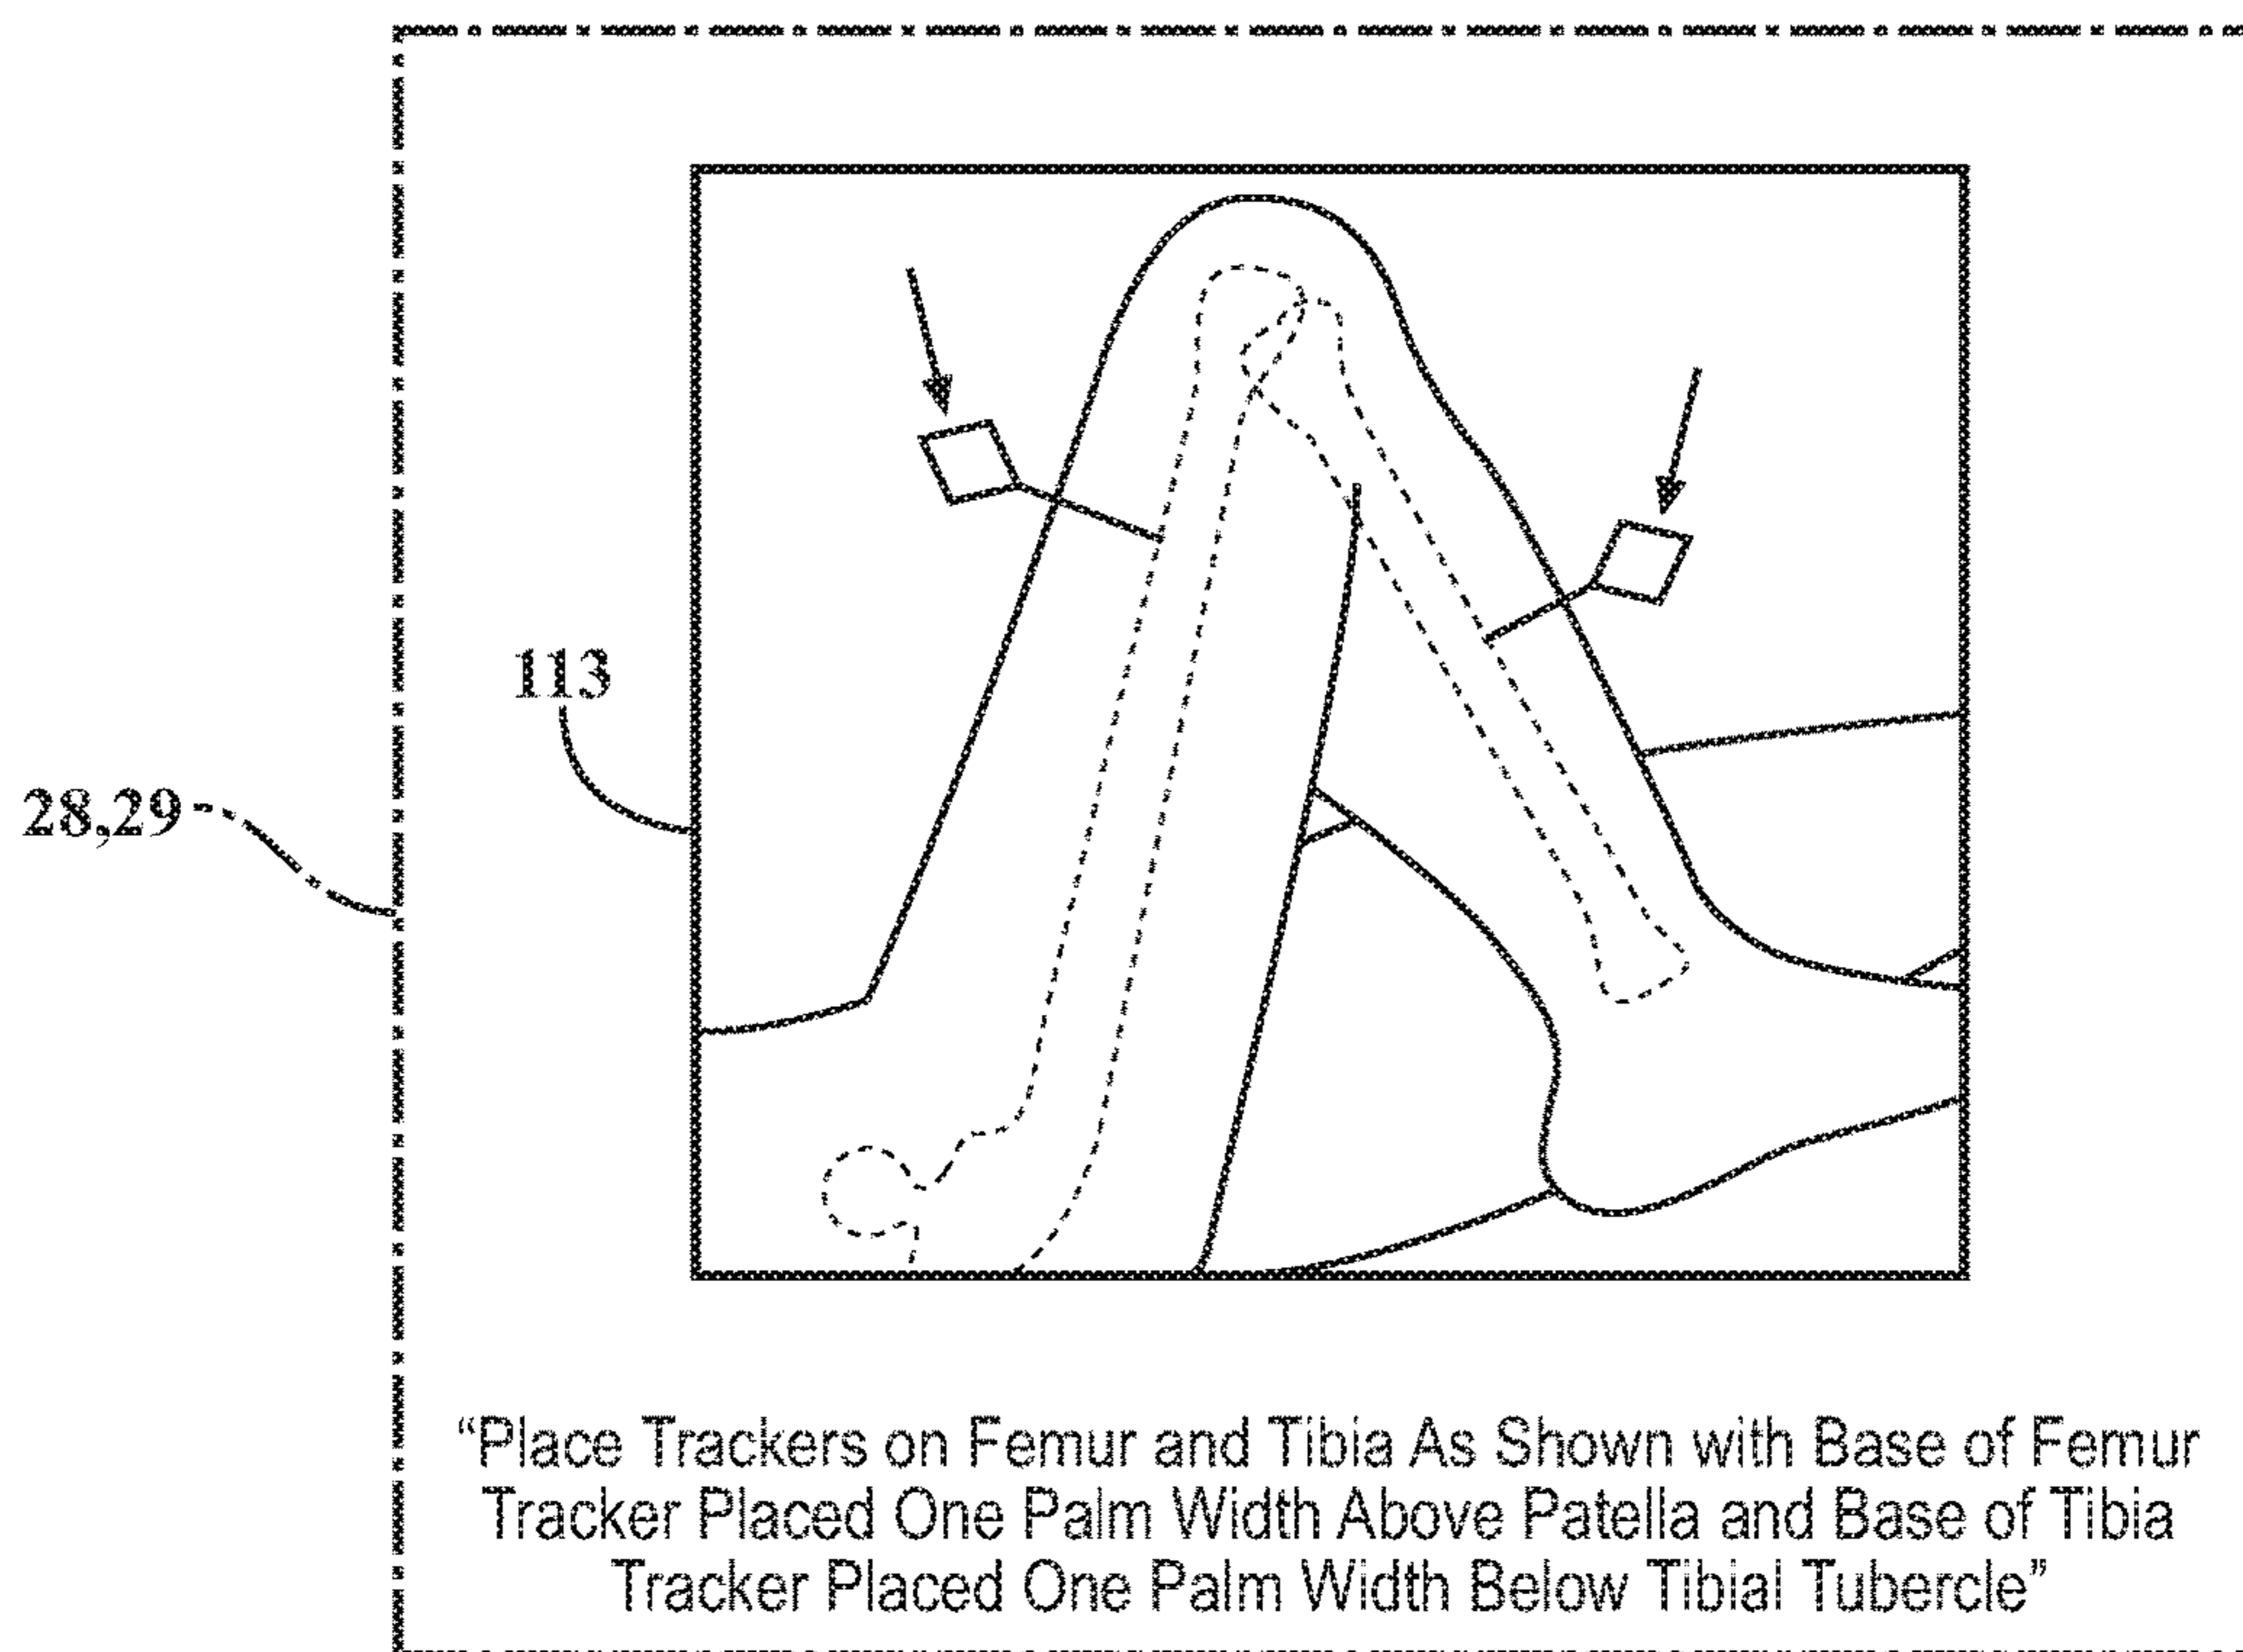 113
28,29
“Place Trackers on Femur and Tibia As Shown with Base of Femur
Tracker Placed One Palm Width Above Patella and Base of Tibia
Tracker Placed One Palm Width Below Tibial Tubercle”